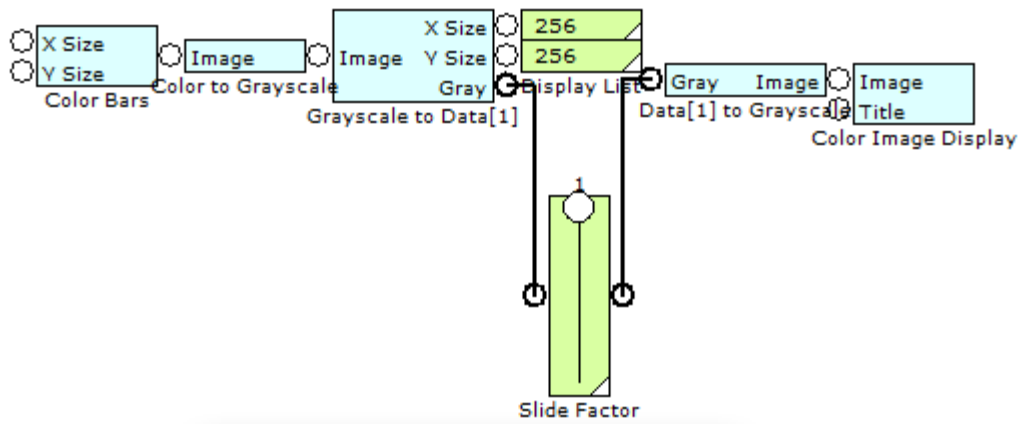 X Size
Y Size
Color Bars
Image
Color to Grayscale
Image
X Size
Y Size
Gray
Grayscale to Data[1]
256
256
Display List
Gray
Image
Data[1] to Grayscale
Image
Title
Color Image Display
1
Slide Factor